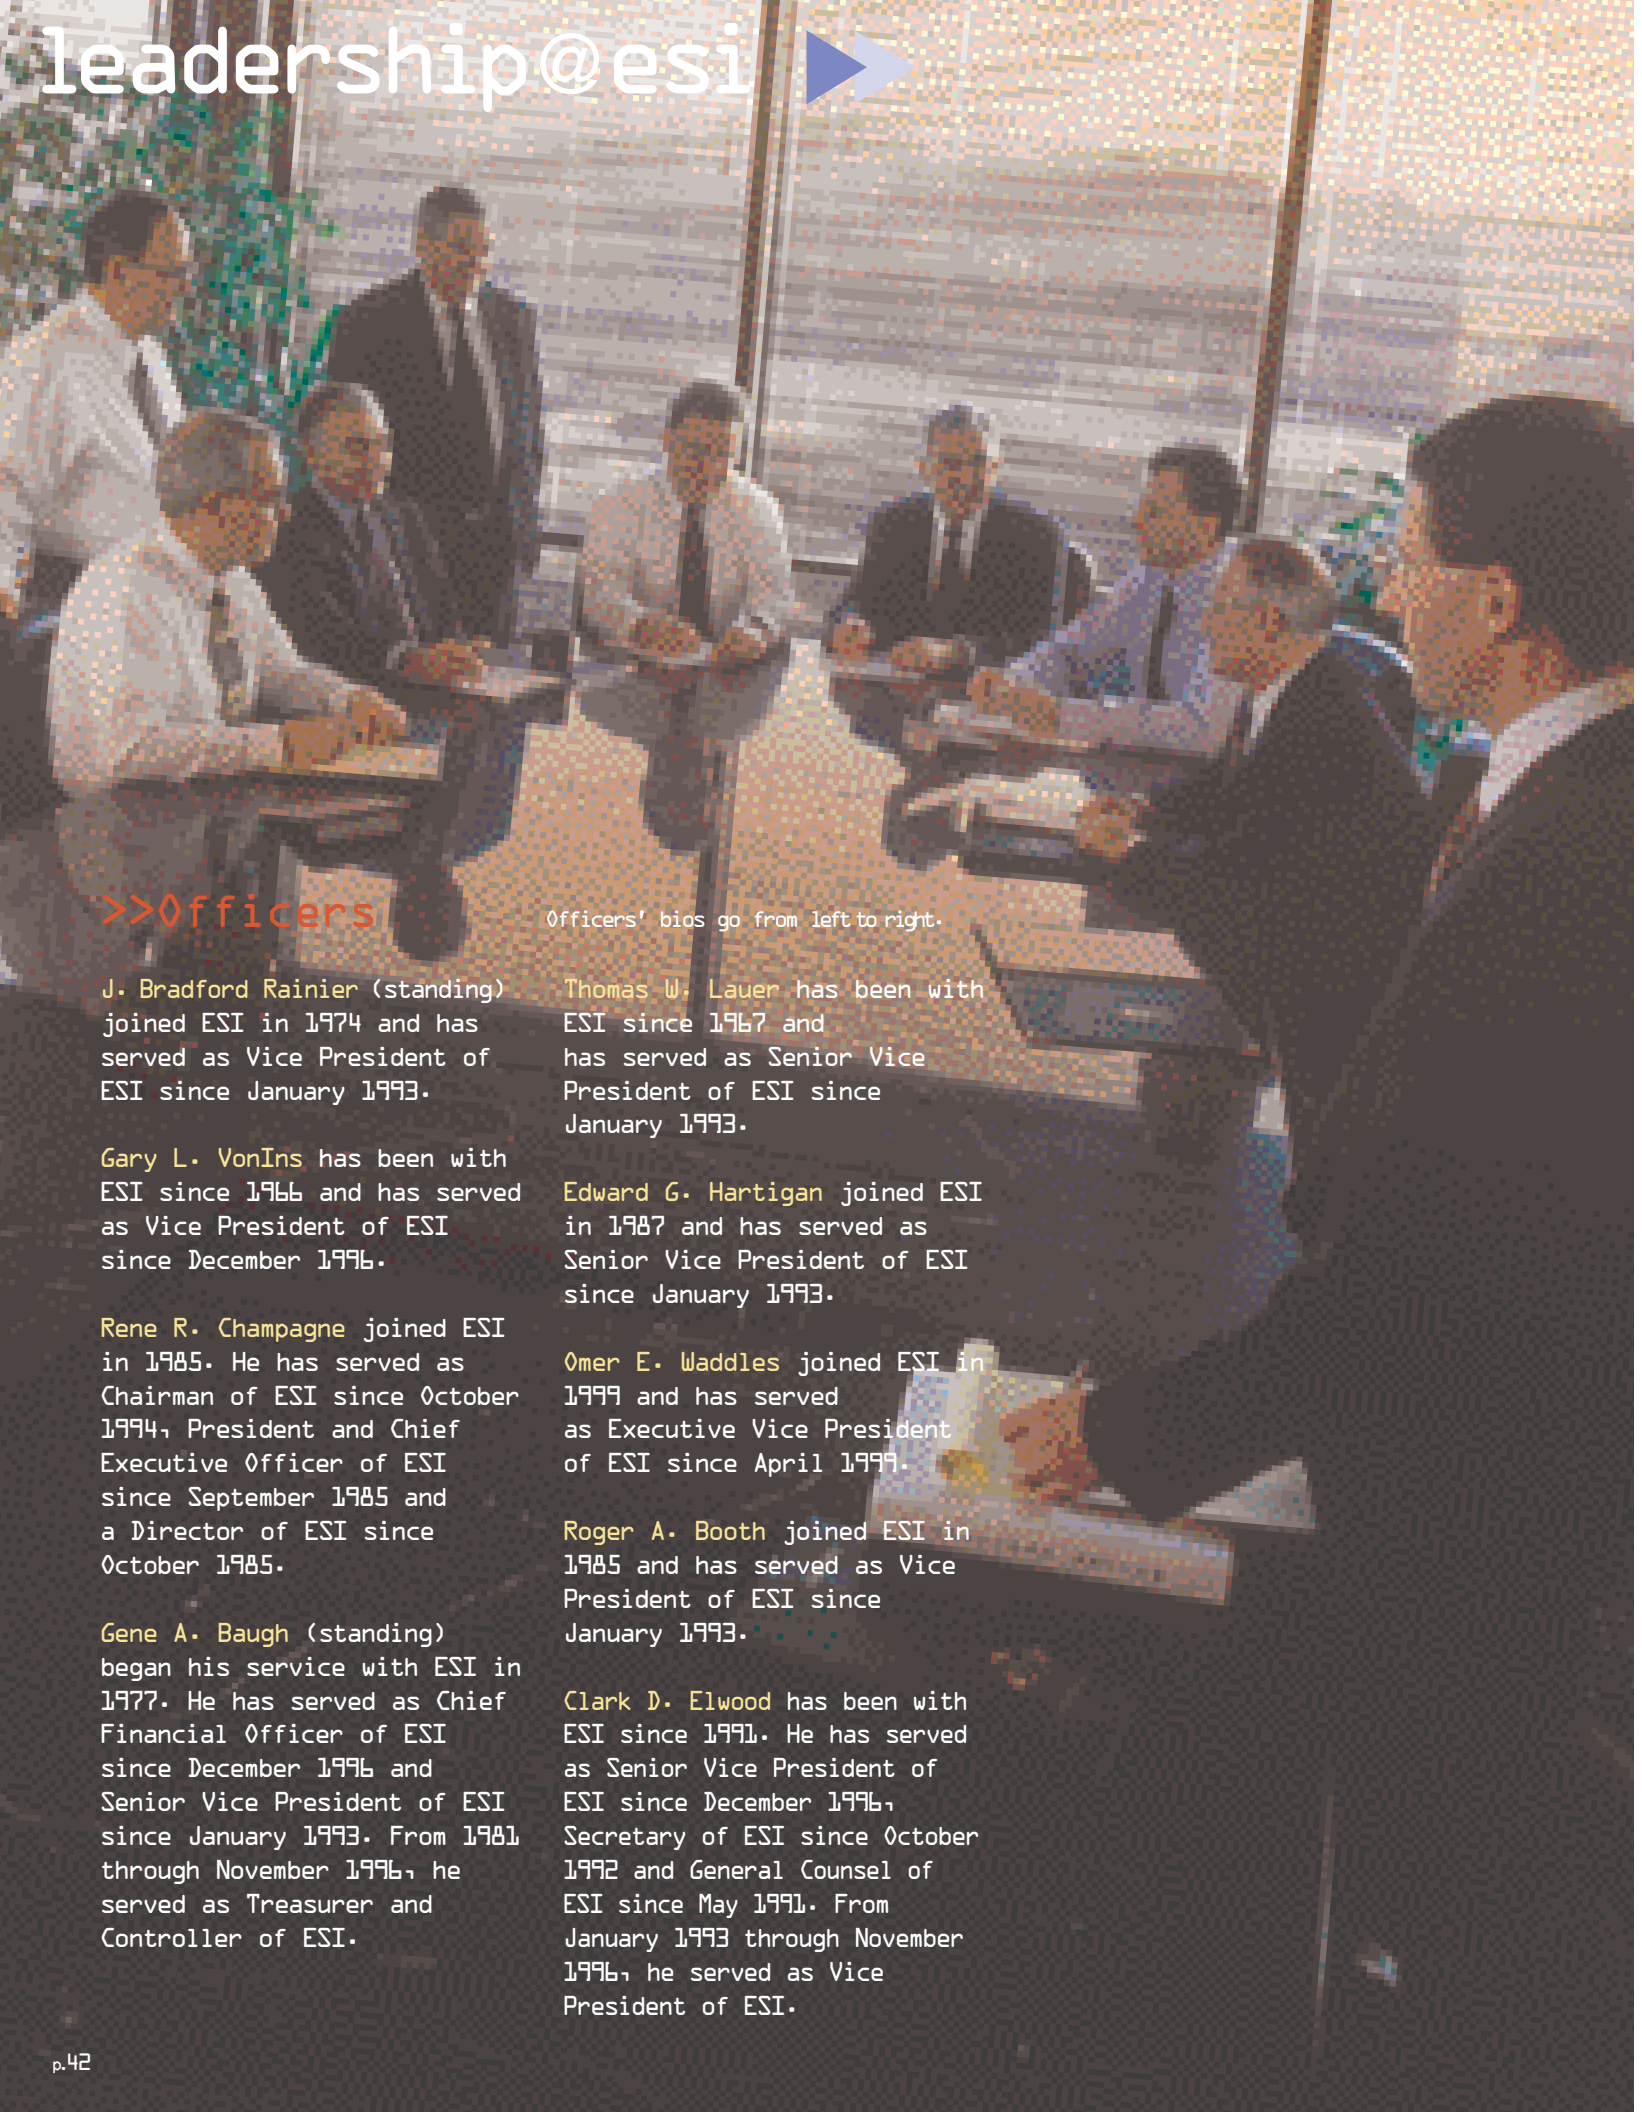 leadership@esi
>>Officers
Officers' bios go from left to right.
J. Bradford Rainier (standing)
joined ESI in 1974 and has
served as Vice President of
ESI since January 1993.
Gary L. VonIns has been with
ESI since 1966 and has served
as Vice President of ESI
since December 1996.
Rene R. Champagne joined ESI
in 1985. He has served as
Chairman of ESI since October
1994, President and Chief
Executive Officer of ESI
since September 1985 and
a Director of ESI since
October 1985.
Gene A. Baugh (standing)
began his service with ESI in
1977. He has served as Chief
Financial Officer of ESI
since December 1996 and
Senior Vice President of ESI
since January 1993. From 1981
through November 1996, he
served as Treasurer and
Controller of ESI.
Thomas W. Lauer has been with
ESI since 1967 and
has served as Senior Vice
President of ESI since
January 1993.
Edward G. Hartigan joined ESI
in 1987 and has served as
Senior Vice President of ESI
since January 1993.
Omer E. Waddles joined ESI in
1999 and has served
as Executive Vice President
of ESI since April 1999.
Roger A. Booth joined ESI in
1985 and has served as Vice
President of ESI since
January 1993.
Clark D. Elwood has been with
ESI since 1991. He has served
as Senior Vice President of
ESI since December 1996,
Secretary of ESI since October
1992 and General Counsel of
ESI since May 1991. From
January 1993 through November
1996, he served as Vice
President of ESI.
p.42